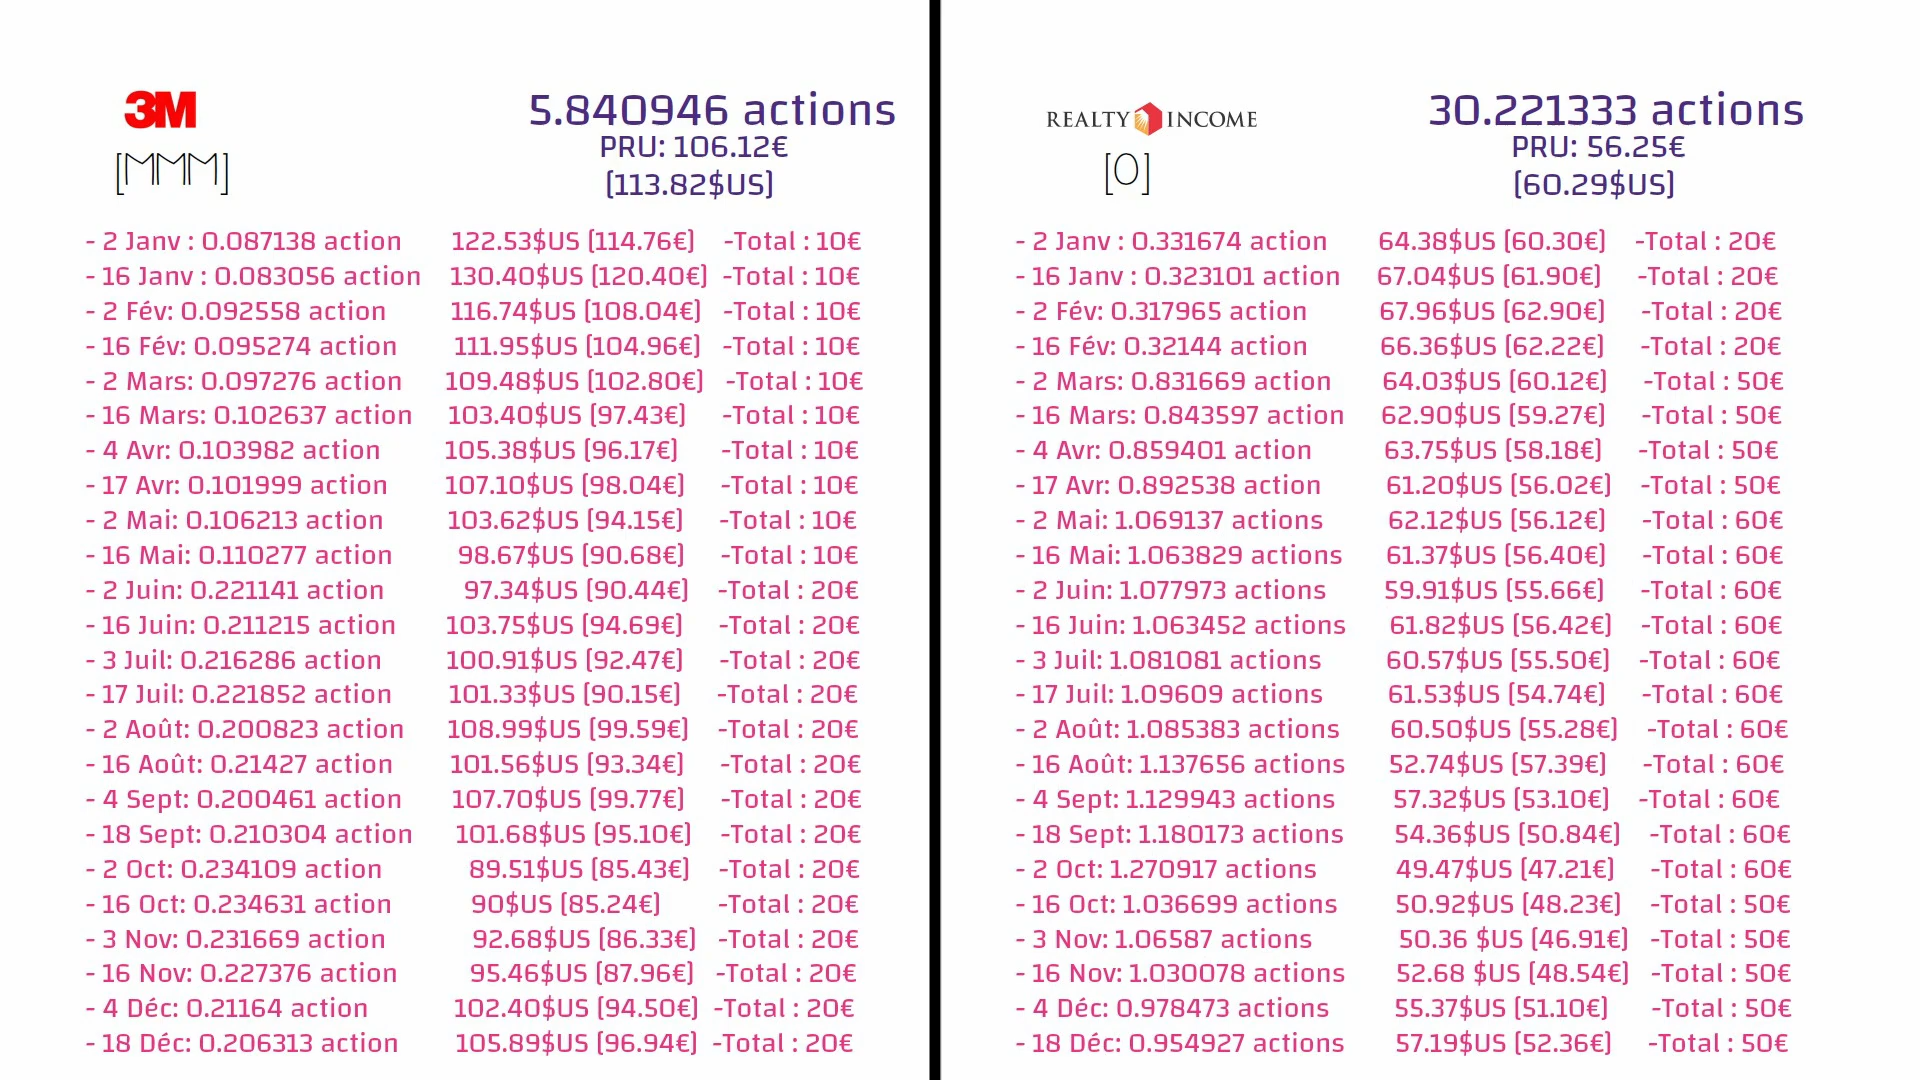 3M
[MMM]
5.840946 actions
PRU: 106.12€
(113.82$US)
- 2 Janv : 0.087138 action 122.53$US (114.76€) -Total : 10€
- 16 Janv : 0.083056 action 130.40$US (120.40€) -Total : 10€
- 2 Fév: 0.092558 action 116.74$US (108.04€) -Total : 10€
- 16 Fév: 0.095274 action 111.95$US (104.96€) -Total : 10€
- 2 Mars: 0.097276 action 109.48$US (102.80€) -Total : 10€
- 16 Mars: 0.102637 action 103.40$US (97.43€) -Total : 10€
- 4 Avr: 0.103982 action 105.38$US (96.17€) -Total : 10€
- 17 Avr: 0.101999 action 107.10$US (98.04€) -Total : 10€
- 2 Mai: 0.106213 action 103.62$US (94.15€) -Total : 10€
- 16 Mai: 0.110277 action 98.67$US (90.68€) -Total : 10€
- 2 Juin: 0.221141 action 97.34$US (90.44€) -Total : 20€
- 16 Juin: 0.211215 action 103.75$US (94.69€) -Total : 20€
- 3 Juil: 0.216286 action 100.91$US (92.47€) -Total : 20€
- 17 Juil: 0.221852 action 101.33$US (90.15€) -Total : 20€
- 2 Août: 0.200823 action 108.99$US (99.59€) -Total : 20€
- 16 Août: 0.21427 action 101.56$US (93.34€) -Total : 20€
- 4 Sept: 0.200461 action 107.70$US (99.77€) -Total : 20€
- 18 Sept: 0.210304 action 101.68$US (95.10€) -Total : 20€
- 2 Oct: 0.234109 action 89.51$US (85.43€) -Total : 20€
- 16 Oct: 0.234631 action 90$US (85.24€) -Total : 20€
- 3 Nov: 0.231669 action 92.68$US (86.33€) -Total : 20€
- 16 Nov: 0.227376 action 95.46$US (87.96€) -Total : 20€
- 4 Déc: 0.21164 action 102.40$US (94.50€) -Total : 20€
- 18 Déc: 0.206313 action 105.89$US (96.94€) -Total : 20€
REALTY INCOME
[O]
30.221333 actions
PRU: 56.25€
(60.29$US)
- 2 Janv : 0.331674 action 64.38$US (60.30€) -Total : 20€
- 16 Janv : 0.323101 action 67.04$US (61.90€) -Total : 20€
- 2 Fév: 0.317965 action 67.96$US (62.90€) -Total : 20€
- 16 Fév: 0.32144 action 66.36$US (62.22€) -Total : 20€
- 2 Mars: 0.831669 action 64.03$US (60.12€) -Total : 50€
- 16 Mars: 0.843597 action 62.90$US (59.27€) -Total : 50€
- 4 Avr: 0.859401 action 63.75$US (58.18€) -Total : 50€
- 17 Avr: 0.892538 action 61.20$US (56.02€) -Total : 50€
- 2 Mai: 1.069137 actions 62.12$US (56.12€) -Total : 60€
- 16 Mai: 1.063829 actions 61.37$US (56.40€) -Total : 60€
- 2 Juin: 1.077973 actions 59.91$US (55.66€) -Total : 60€
- 16 Juin: 1.063452 actions 61.82$US (56.42€) -Total : 60€
- 3 Juil: 1.081081 actions 60.57$US (55.50€) -Total : 60€
- 17 Juil: 1.09609 actions 61.53$US (54.74€) -Total : 60€
- 2 Août: 1.085383 actions 60.50$US (55.28€) -Total : 60€
- 16 Août: 1.137656 actions 52.74$US (57.39€) -Total : 60€
- 4 Sept: 1.129943 actions 57.32$US (53.10€) -Total : 60€
- 18 Sept: 1.180173 actions 54.36$US (50.84€) -Total : 60€
- 2 Oct: 1.270917 actions 49.47$US (47.21€) -Total : 60€
- 16 Oct: 1.036699 actions 50.92$US (48.23€) -Total : 50€
- 3 Nov: 1.06587 actions 50.36 $US (46.91€) -Total : 50€
- 16 Nov: 1.030078 actions 52.68 $US (48.54€) -Total : 50€
- 4 Déc: 0.978473 actions 55.37$US (51.10€) -Total : 50€
- 18 Déc: 0.954927 actions 57.19$US (52.36€) -Total : 50€